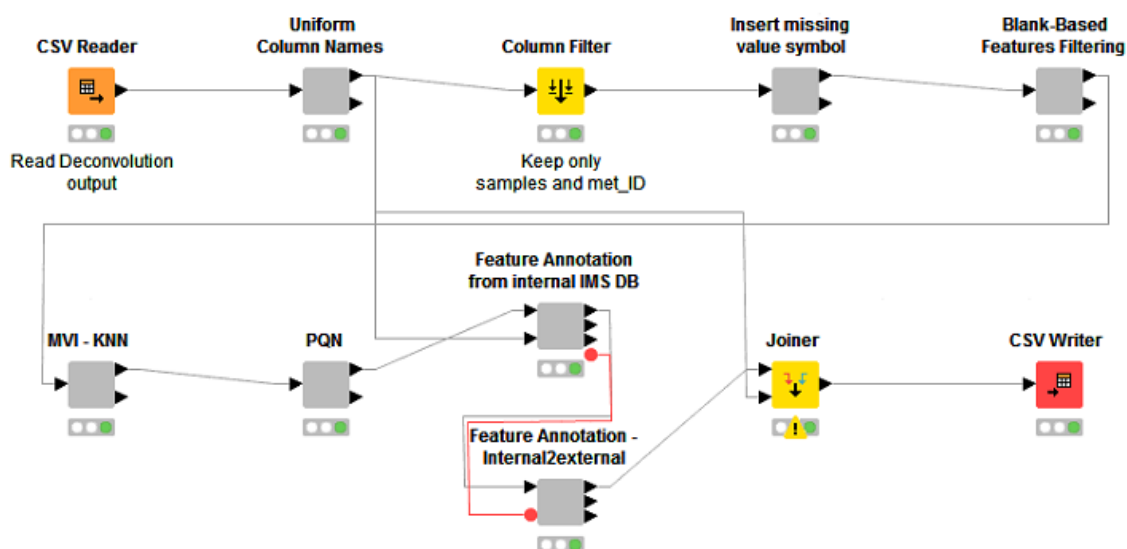 CSV Reader
Uniform
Column Names
Column Filter
Insert missing
value symbol
Blank-Based
Features Filtering
Read Deconvolution
output
Keep only
samples and met_ID
Feature Annotation
from internal IMS DB
MVI - KNN
PQN
Joiner
CSV Writer
Feature Annotation -
Internal2external